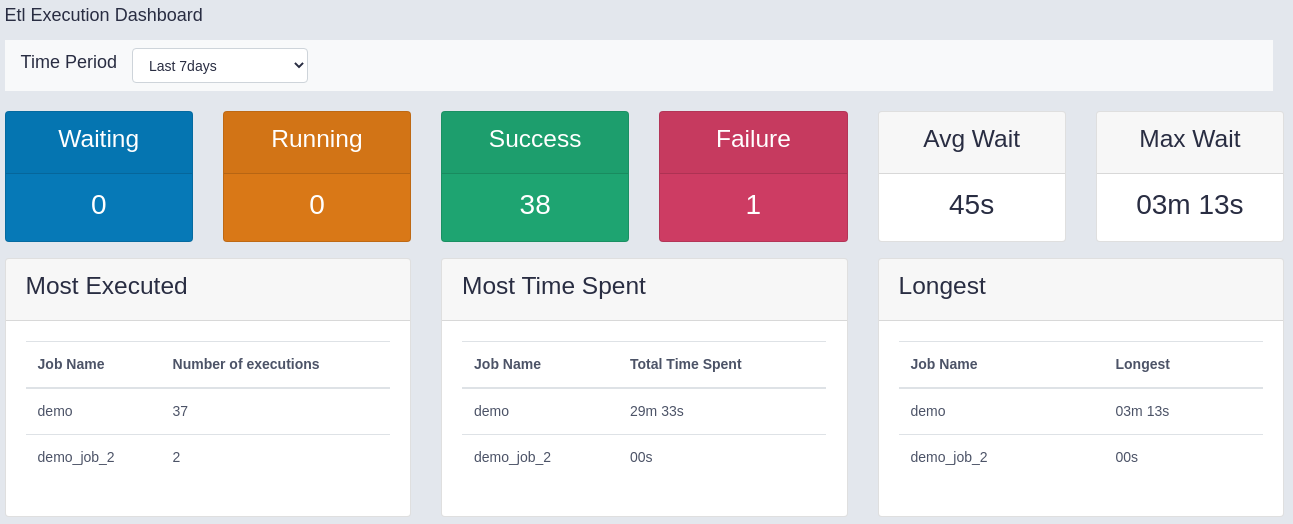 Etl Execution Dashboard
Time Period Last 7days
Waiting Running Success Failure Avg Wait Max Wait
0 0 38 1 45s 03m 13s
Most Executed Most Time Spent Longest
Job Name Number of executions Job Name Total Time Spent Job Name Longest
demo 37 demo 29m 33s demo 03m 13s
demo_job_2 2 demo_job_2 00s demo_job_2 00s